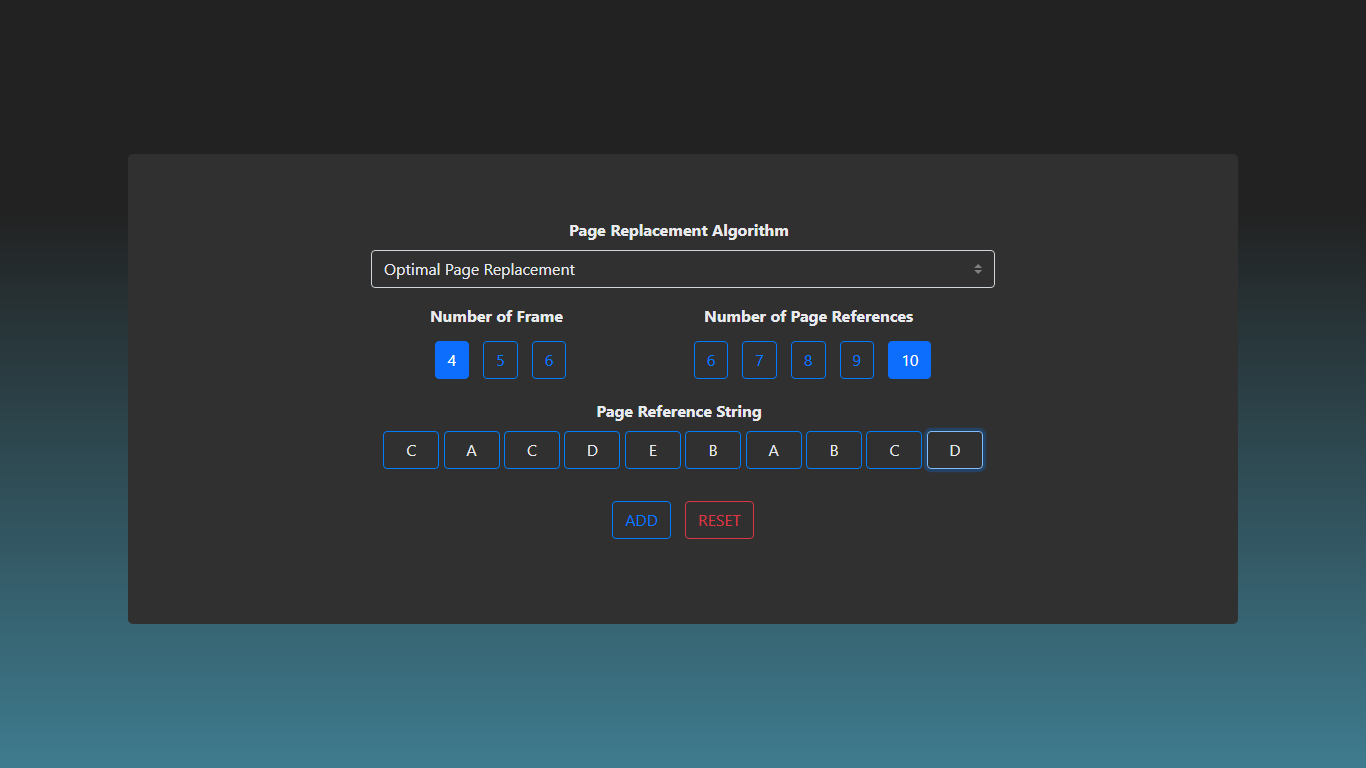 Page Replacement Algorithm
Optimal Page Replacement
Number of Frame
Number of Page References
4 5 6
6 7 8 9 10
Page Reference String
C A C D E B A B C D
ADD RESET